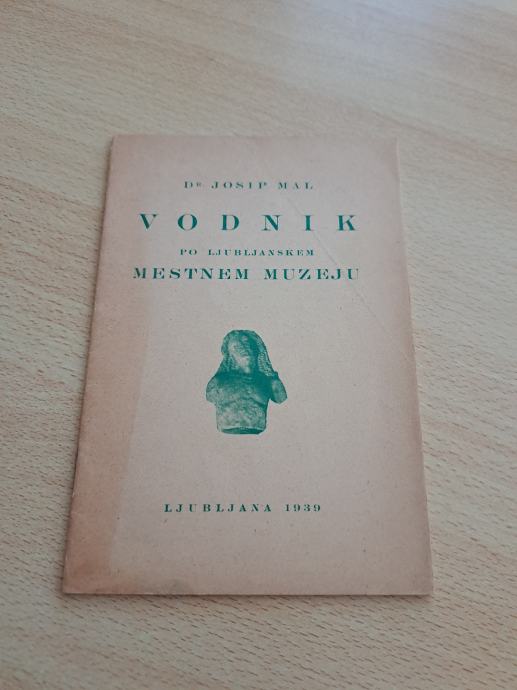 Dr. JOSIP MAL
VODNIK
PO LJUBLJANSKEM
MESTNEM MUZEJU
LJUBLJANA 1939